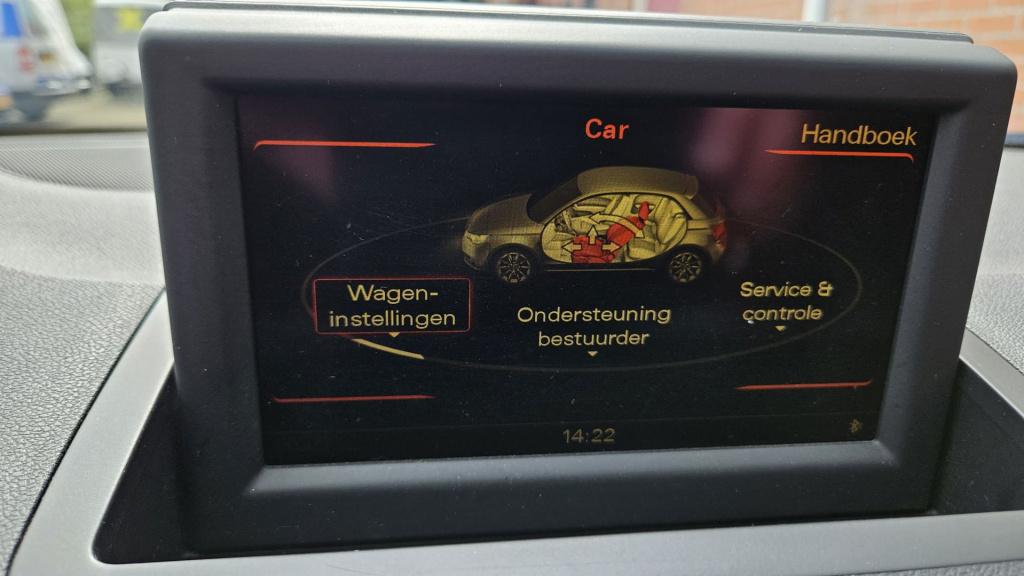 Car
Handboek
Wagen-
instellingen
Ondersteuning
bestuurder
Service &
controle
14:22